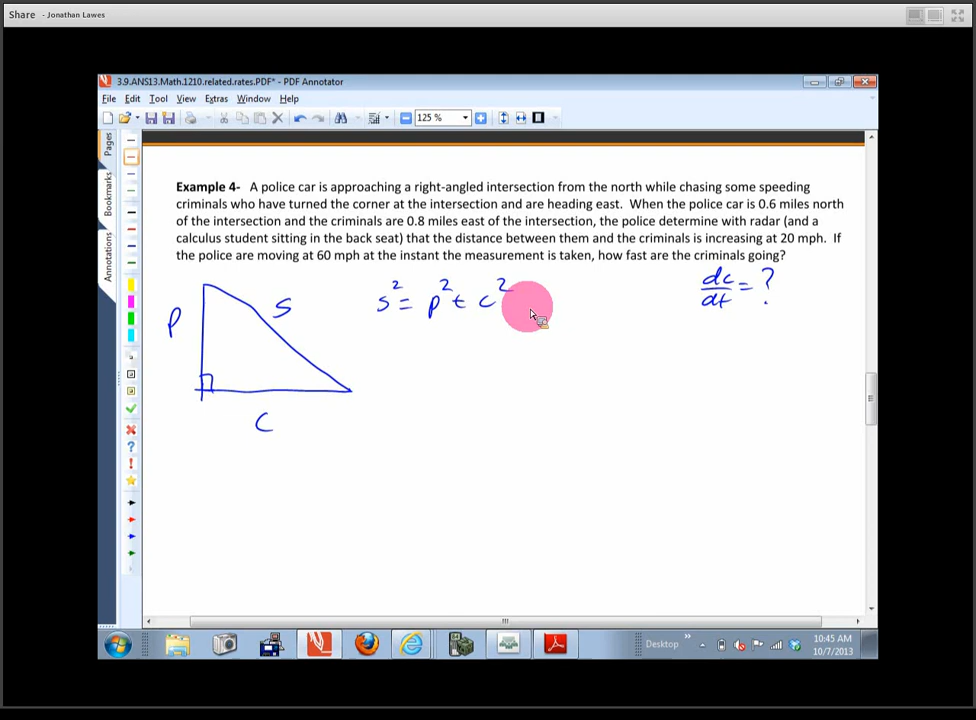 Share - Jonathan Lawes
3.9.ANS13.Math.1210.related.rates.PDF* - PDF Annotator
File Edit Tool View Extras Window Help
125 %
Pages
Bookmarks
Annotations
Example 4- A police car is approaching a right-angled intersection from the north while chasing some speeding
criminals who have turned the corner at the intersection and are heading east. When the police car is 0.6 miles north
of the intersection and the criminals are 0.8 miles east of the intersection, the police determine with radar (and a
calculus student sitting in the back seat) that the distance between them and the criminals is increasing at 20 mph. If
the police are moving at 60 mph at the instant the measurement is taken, how fast are the criminals going?
dc/dt = ?
s² = p² + c²
P
S
C
Desktop
10:45 AM
10/7/2013